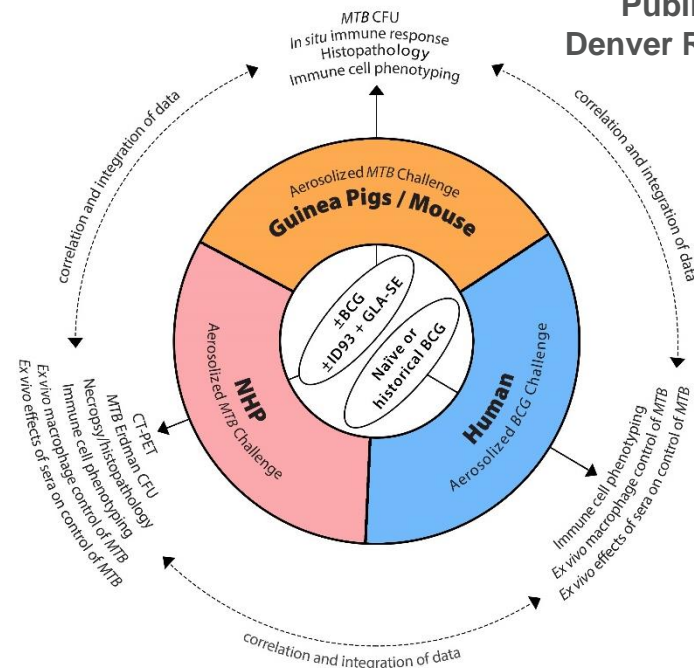 Publi
Denver R
MTB CFU
In situ immune response
Histopathology
Immune cell phenotyping
correlation and integration of data
correlation and integration of data
Aerosolized MTB Challenge
Guinea Pigs / Mouse
±BCG
±ID93 + GLA-SE
Naïve or
historical BCG
NHP
Aerosolized MTB Challenge
Human
Aerosolized BCG Challenge
CT-PET
MTB Erdman CFU
Necropsy/histopathology
Immune cell phenotyping
Ex vivo macrophage control of MTB
Ex vivo effects of sera on control of MTB
Immune cell phenotyping
Ex vivo macrophage control of MTB
Ex vivo effects of sera on control of MTB
correlation and integration of data